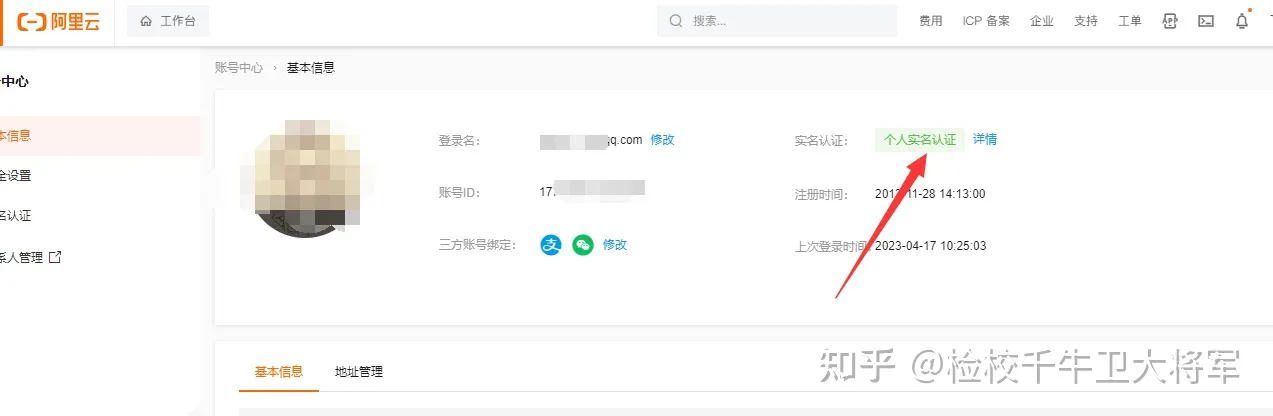 阿里云 工作台 搜索... 费用 ICP 备案 企业 支持 工单
账号中心 › 基本信息
中心
本信息
全设置
名认证
系人管理
登录名: q.com 修改
账号ID: 17
三方账号绑定: 支 修改
实名认证: 个人实名认证 详情
注册时间: 11-28 14:13:00
上次登录时间 2023-04-17 10:25:03
基本信息 地址管理
知乎 @检校千牛卫大将军